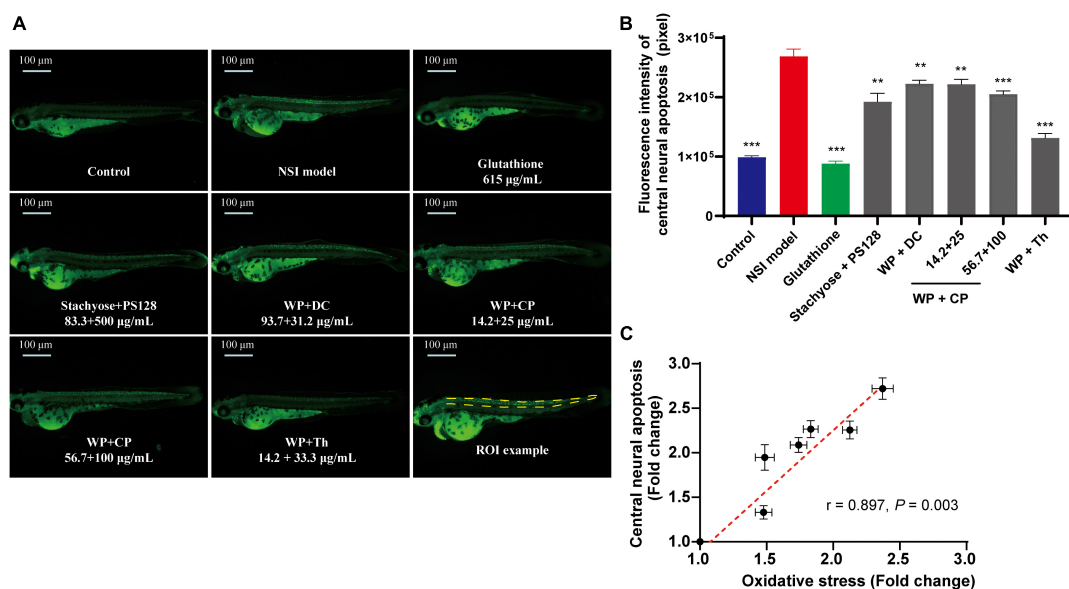 A
100 μm
Control
100 μm
NSI model
100 μm
Glutathione
615 μg/mL
100 μm
Stachyose+PS128
83.3+500 μg/mL
100 μm
WP+DC
93.7+31.2 μg/mL
100 μm
WP+CP
14.2+25 μg/mL
100 μm
WP+CP
56.7+100 μg/mL
100 μm
WP+Th
14.2 + 33.3 μg/mL
100 μm
ROI example
B
Fluorescence intensity of
central neural apoptosis (pixel)
3×10⁵
2×10⁵
1×10⁵
0
***
***
**
**
**
***
***
Control
NSI model
Glutathione
Stachyose + PS128
WP + DC
14.2+25
56.7+100
WP + Th
WP + CP
C
Central neural apoptosis
(Fold change)
3.0
2.5
2.0
1.5
1.0
r = 0.897, P = 0.003
1.0 1.5 2.0 2.5 3.0
Oxidative stress (Fold change)